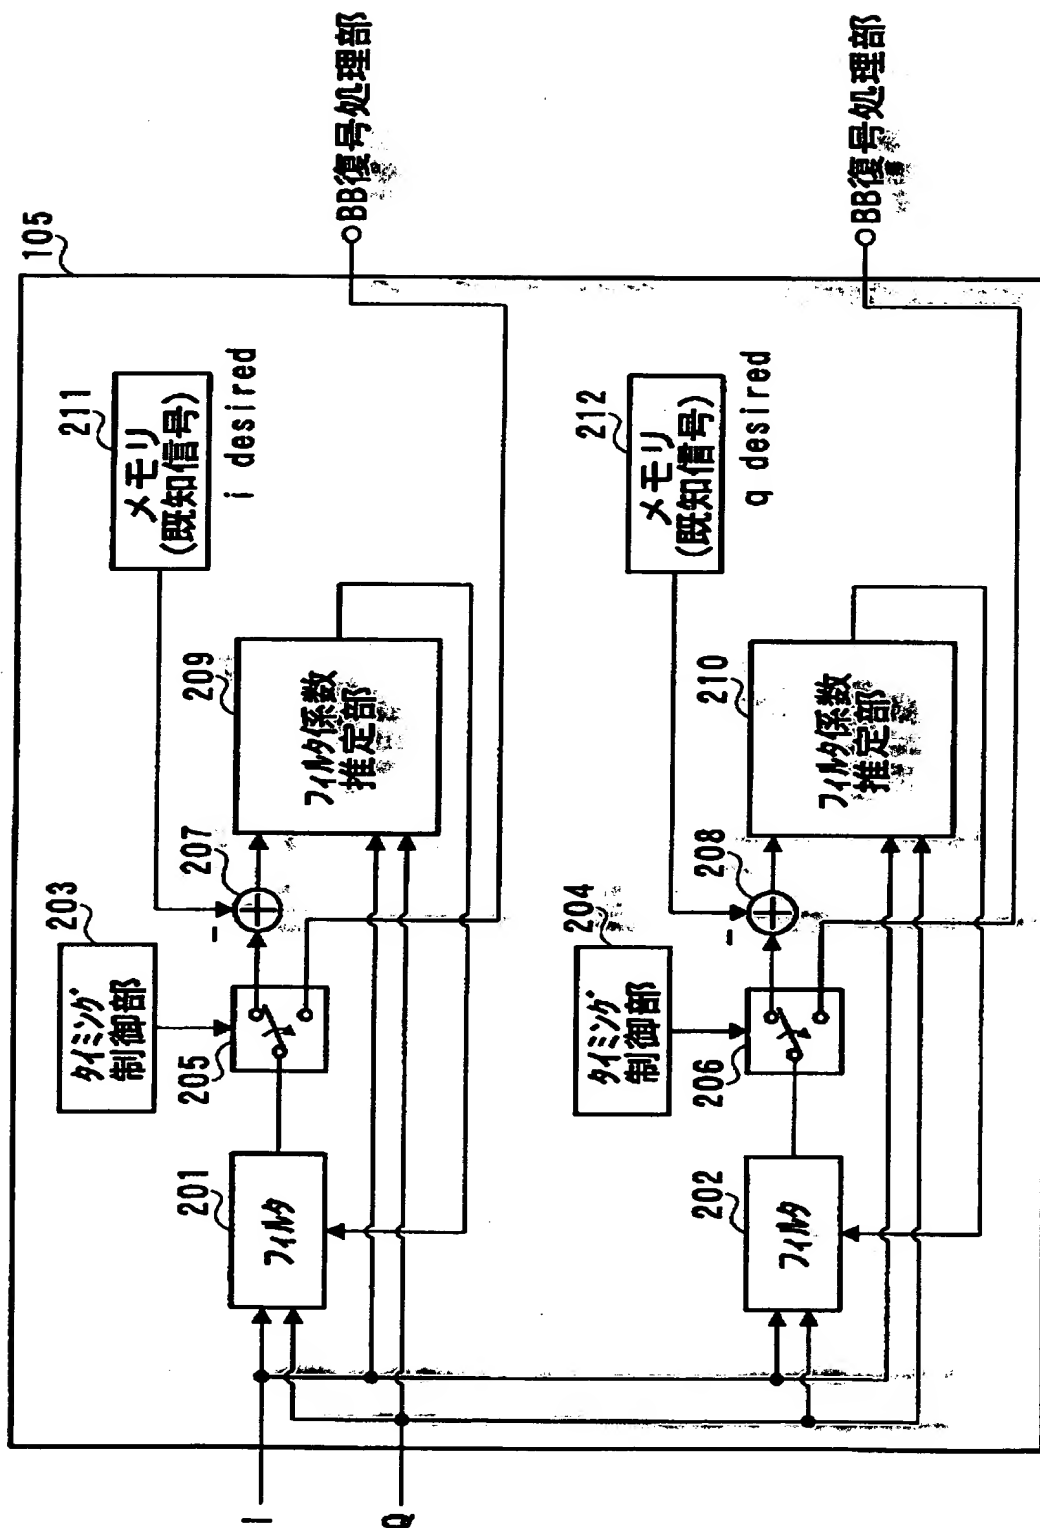 105
I
Q
201
フィルタ
203
タイミング
制御部
205
207
-
+
209
フィルタ係数
推定部
211
メモリ
(既知信号)
i desired
BB復号処理部
202
フィルタ
204
タイミング
制御部
206
208
-
+
210
フィルタ係数
推定部
212
メモリ
(既知信号)
q desired
BB復号処理部